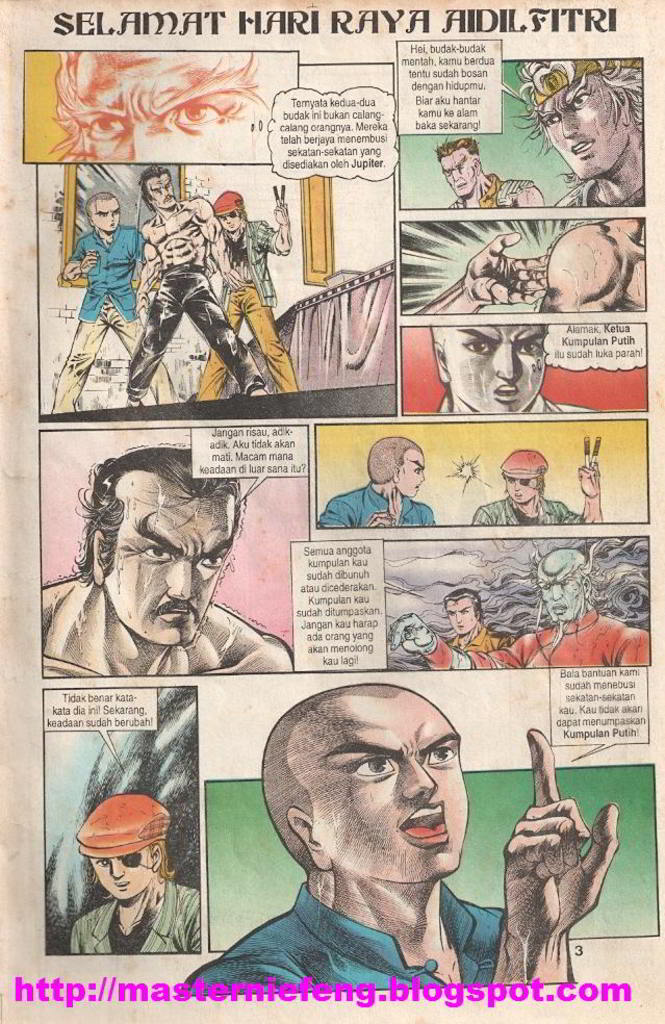 SELAMAT HARI RAYA AIDILFITRI
Ternyata kedua-dua
budak ini bukan calang-
calang orangnya. Mereka
telah berjaya menembusi
sekatan-sekatan yang
disediakan oleh Jupiter.
Hei, budak-budak
mentah, kamu berdua
tentu sudah bosan
dengan hidupmu.
Biar aku hantar
kamu ke alam
baka sekarang!
Alamak, Ketua
Kumpulan Putih
itu sudah luka parah!
Jangan risau, adik-
adik. Aku tidak akan
mati. Macam mana
keadaan di luar sana itu?
Semua anggota
kumpulan kau
sudah dibunuh
atau dicederakan.
Kumpulan kau
sudah ditumpaskan.
Jangan kau harap
ada orang yang
akan menolong
kau lagi!
Tidak benar kata-
kata dia ini! Sekarang,
keadaan sudah berubah!
Bala bantuan kami
sudah menebusi
sekatan-sekatan
kau. Kau tidak akan
dapat menumpaskan
Kumpulan Putih!
3
http://masterniefeng.blogspot.com